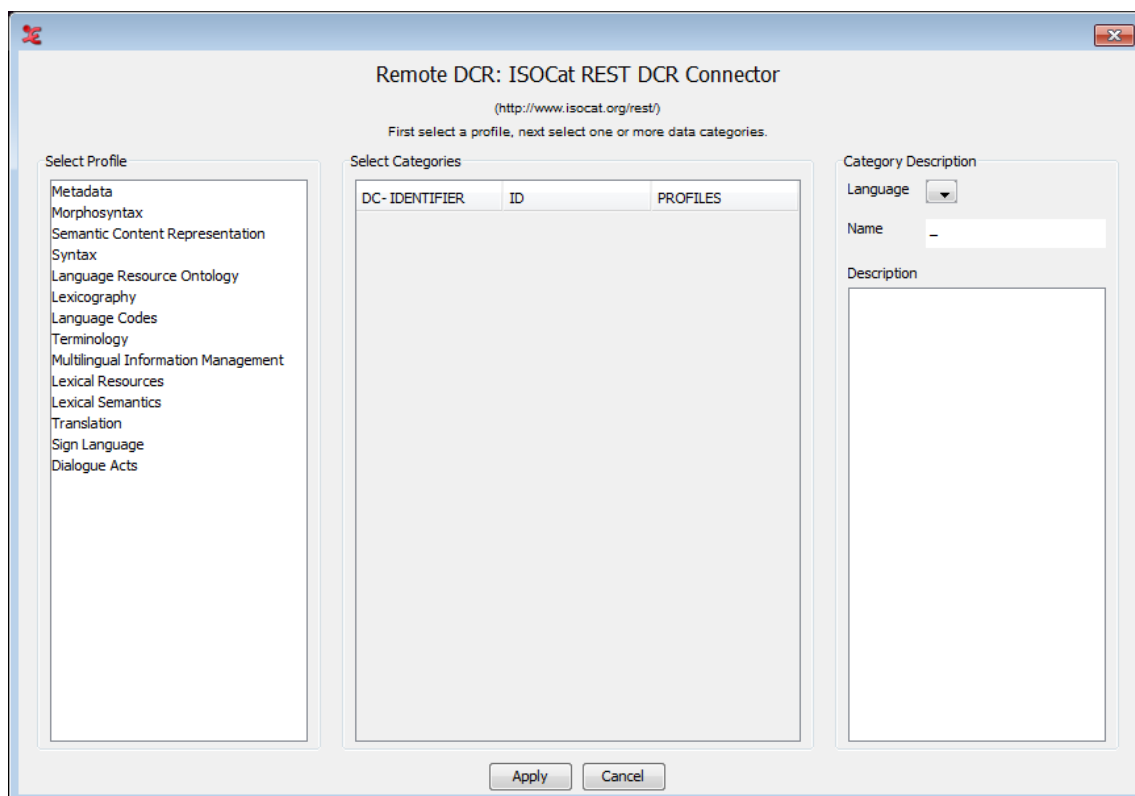 Remote DCR: ISOCat REST DCR Connector
(http://www.isocat.org/rest/)
First select a profile, next select one or more data categories.
Select Profile
Metadata
Morphosyntax
Semantic Content Representation
Syntax
Language Resource Ontology
Lexicography
Language Codes
Terminology
Multilingual Information Management
Lexical Resources
Lexical Semantics
Translation
Sign Language
Dialogue Acts
Select Categories
DC- IDENTIFIER ID PROFILES
Category Description
Language
Name _
Description
Apply Cancel